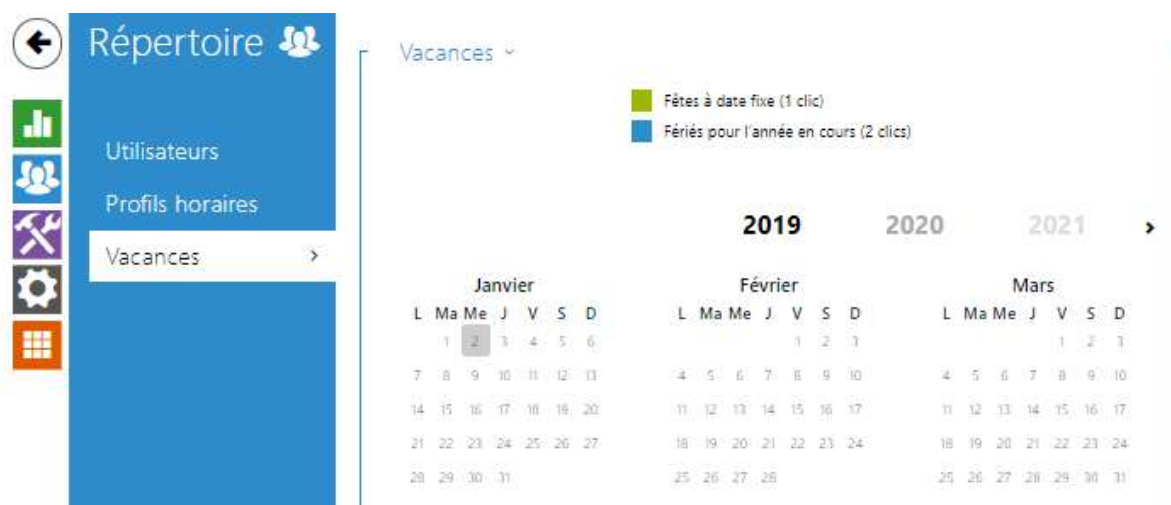 Répertoire
Utilisateurs
Profils horaires
Vacances
Vacances
Fêtes à date fixe (1 clic)
Fériés pour l'année en cours (2 clics)
2019 2020 2021
Janvier Février Mars
L Ma Me J V S D L Ma Me J V S D L Ma Me J V S D
1 2 3 4 5 6 1 2 3 1 2 3
7 8 9 10 11 12 13 4 5 6 7 8 9 10 4 5 6 7 8 9 10
14 15 16 17 18 19 20 11 12 13 14 15 16 17 11 12 13 14 15 16 17
21 22 23 24 25 26 27 18 19 20 21 22 23 24 18 19 20 21 22 23 24
28 29 30 31 25 26 27 28 25 26 27 28 29 30 31